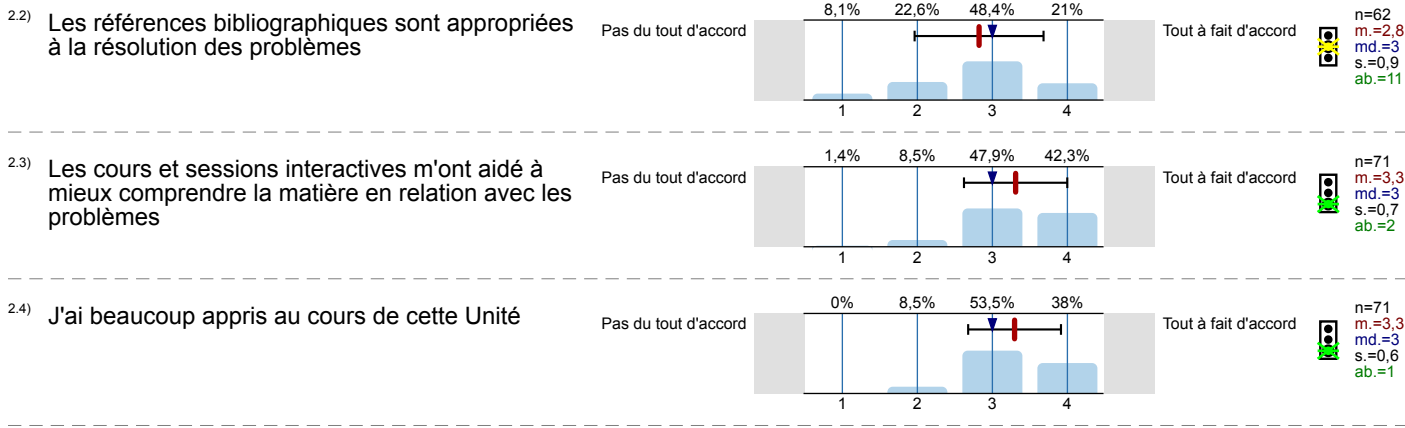 2.2) Les références bibliographiques sont appropriées
à la résolution des problèmes
Pas du tout d'accord
8,1% 22,6% 48,4% 21%
1 2 3 4
Tout à fait d'accord
n=62
m.=2,8
md.=3
s.=0,9
ab.=11
2.3) Les cours et sessions interactives m'ont aidé à
mieux comprendre la matière en relation avec les
problèmes
Pas du tout d'accord
1,4% 8,5% 47,9% 42,3%
1 2 3 4
Tout à fait d'accord
n=71
m.=3,3
md.=3
s.=0,7
ab.=2
2.4) J'ai beaucoup appris au cours de cette Unité
Pas du tout d'accord
0% 8,5% 53,5% 38%
1 2 3 4
Tout à fait d'accord
n=71
m.=3,3
md.=3
s.=0,6
ab.=1